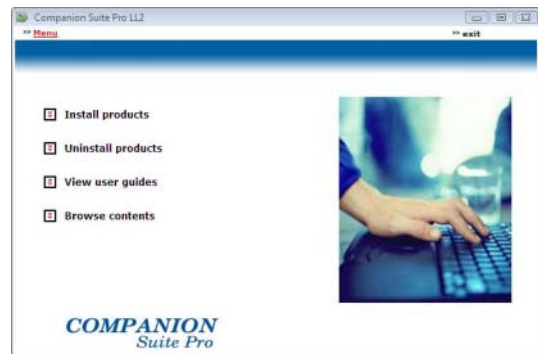 Companion Suite Pro LL2
>> Menu
>> exit
Install products
Uninstall products
View user guides
Browse contents
COMPANION
Suite Pro